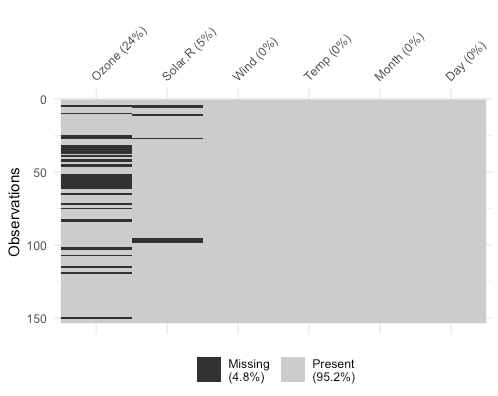 Ozone (24%)
Solar.R (5%)
Wind (0%)
Temp (0%)
Month (0%)
Day (0%)
0
50
100
150
Observations
Missing
(4.8%)
Present
(95.2%)